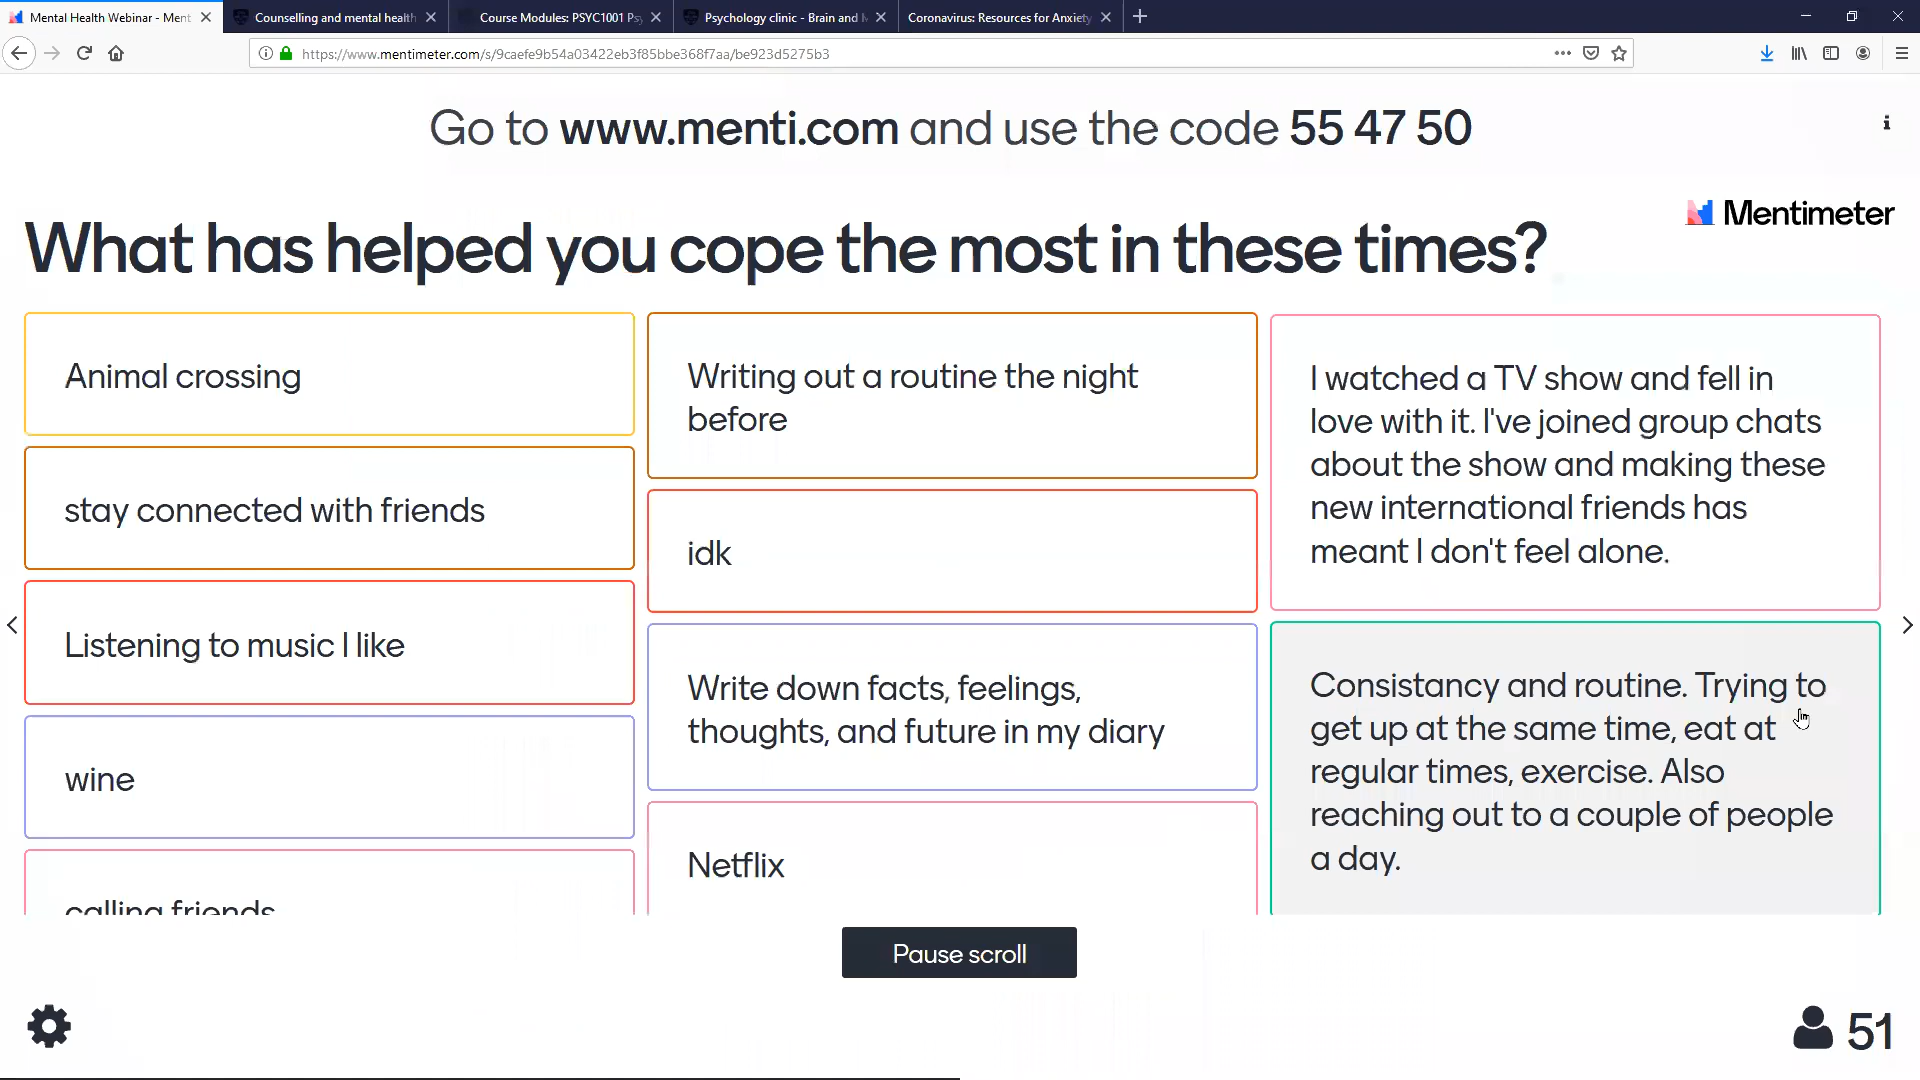 Mental Health Webinar - Ment
Counselling and mental health
Course Modules: PSYC1001 Psy
Psychology clinic - Brain and M
Coronavirus: Resources for Anxiety
https://www.mentimeter.com/s/9caefe9b54a03422eb3f85bbe368f7aa/be923d5275b3
Go to www.menti.com and use the code 55 47 50
Mentimeter
What has helped you cope the most in these times?
Animal crossing
stay connected with friends
Listening to music I like
wine
calling friends
Writing out a routine the night
before
idk
Write down facts, feelings,
thoughts, and future in my diary
Netflix
I watched a TV show and fell in
love with it. I've joined group chats
about the show and making these
new international friends has
meant I don't feel alone.
Consistancy and routine. Trying to
get up at the same time, eat at
regular times, exercise. Also
reaching out to a couple of people
a day.
Pause scroll
51